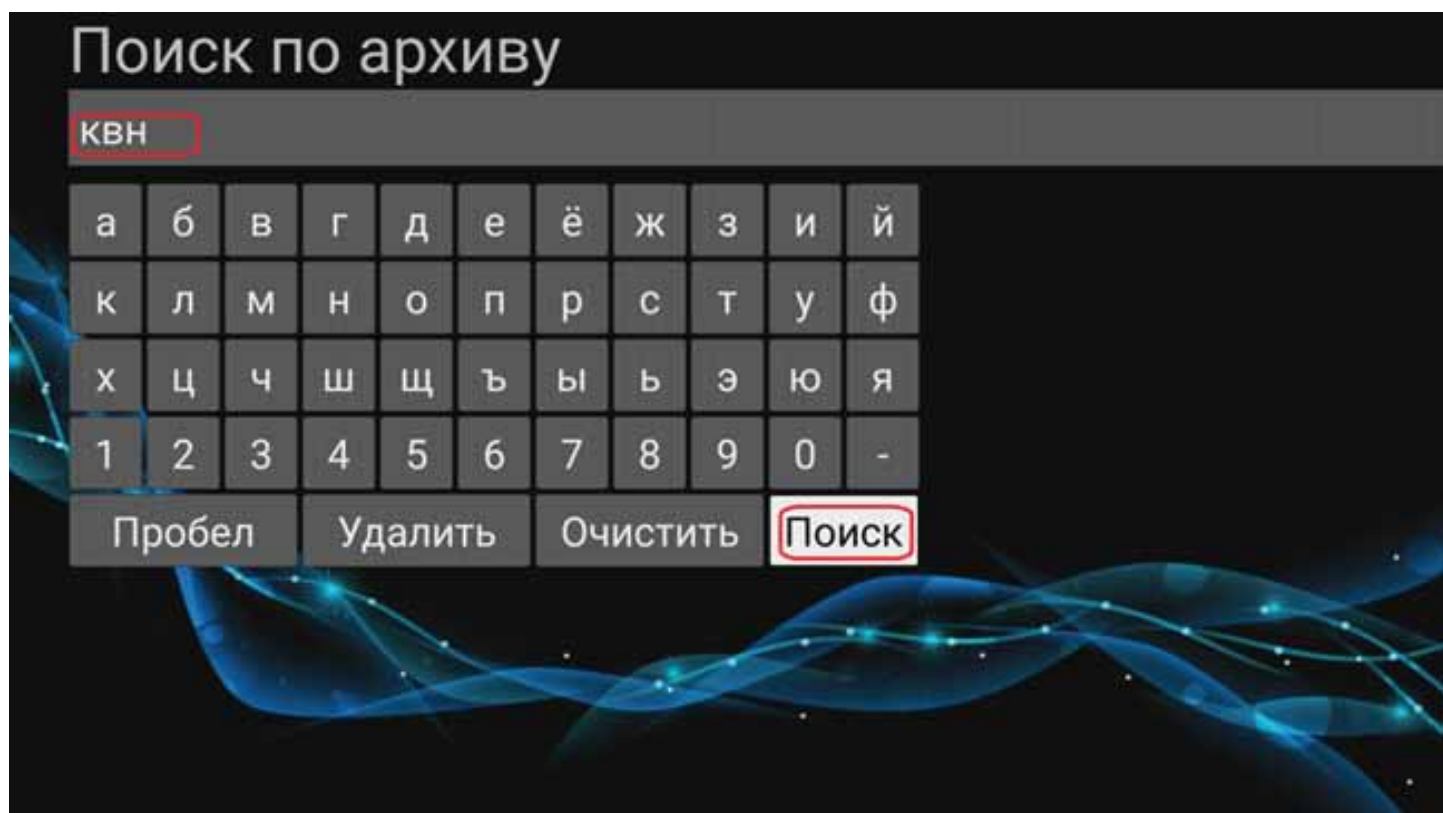 Поиск по архиву
квн
а б в г д е ё ж з и й
к л м н о п р с т у ф
х ц ч ш щ ъ ы ь э ю я
1 2 3 4 5 6 7 8 9 0 -
Пробел Удалить Очистить Поиск